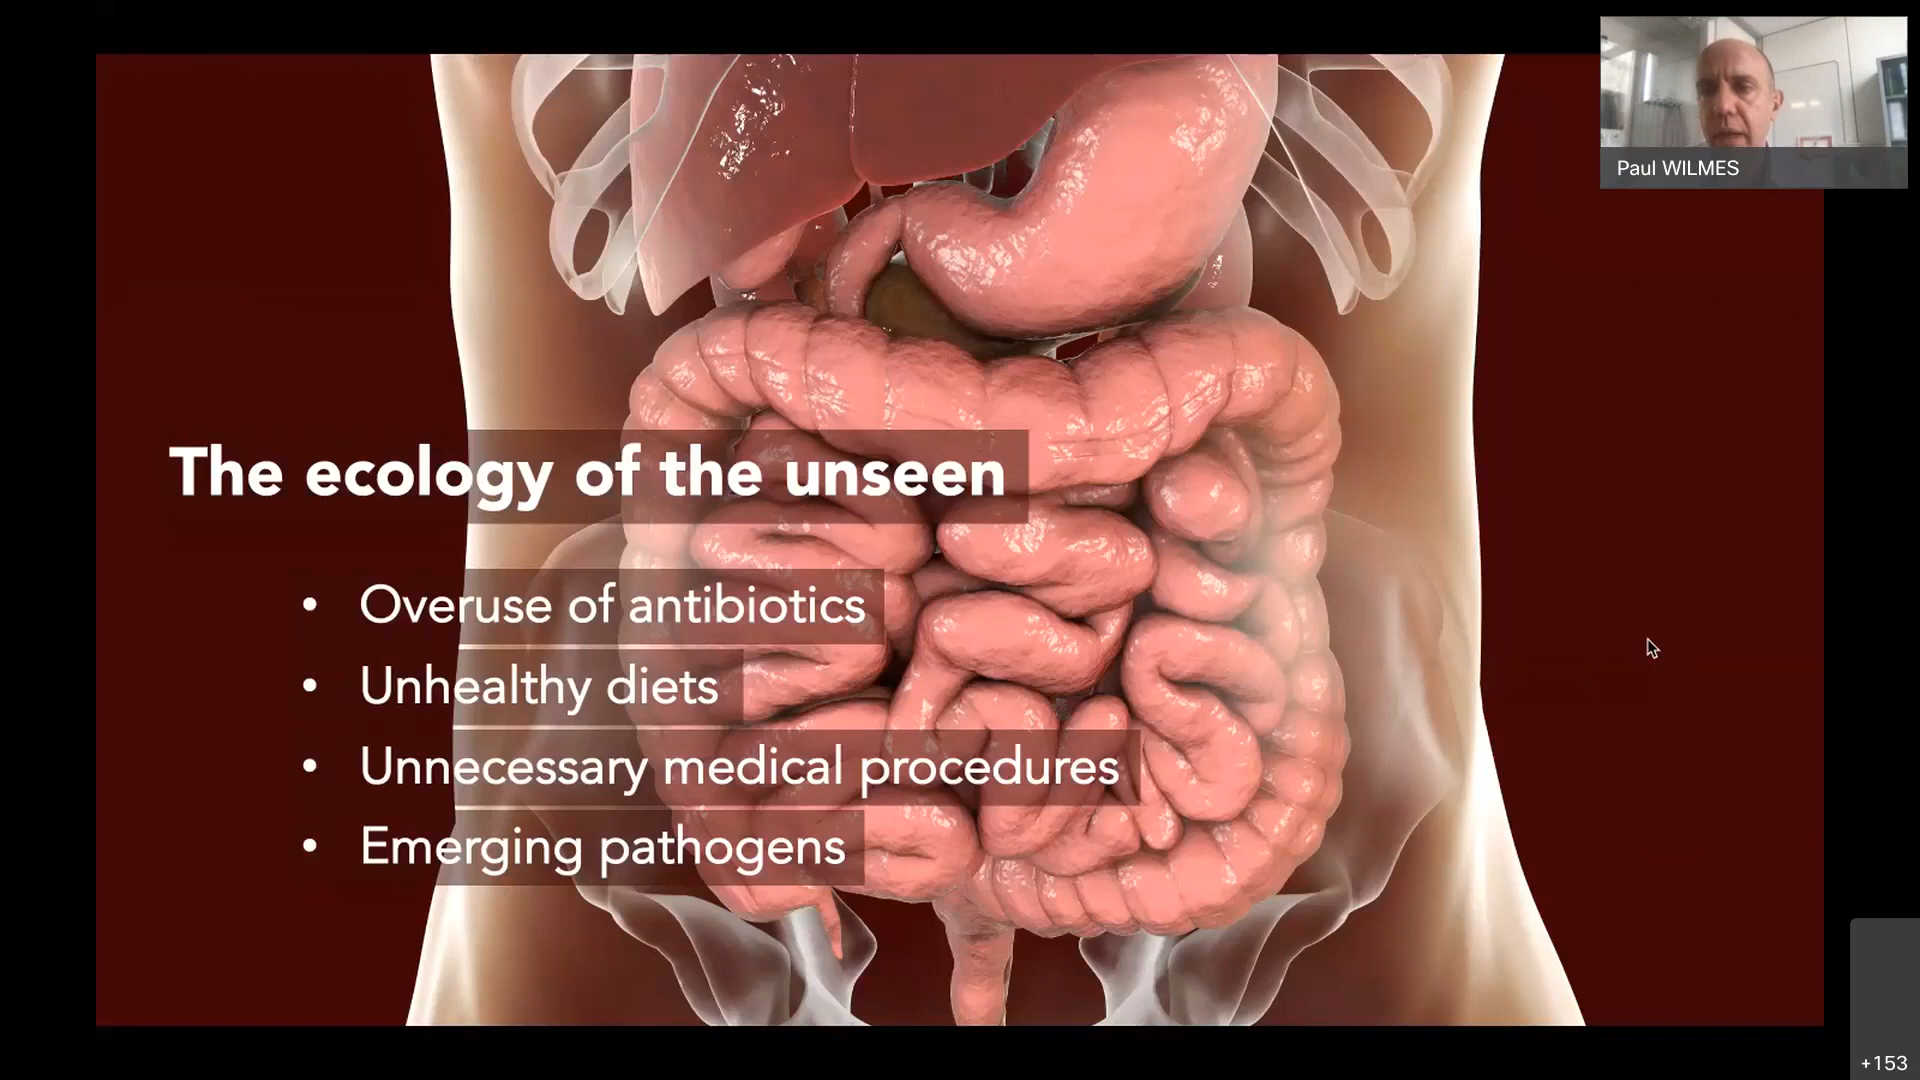 Paul WILMES
The ecology of the unseen
• Overuse of antibiotics
• Unhealthy diets
• Unnecessary medical procedures
• Emerging pathogens
+153